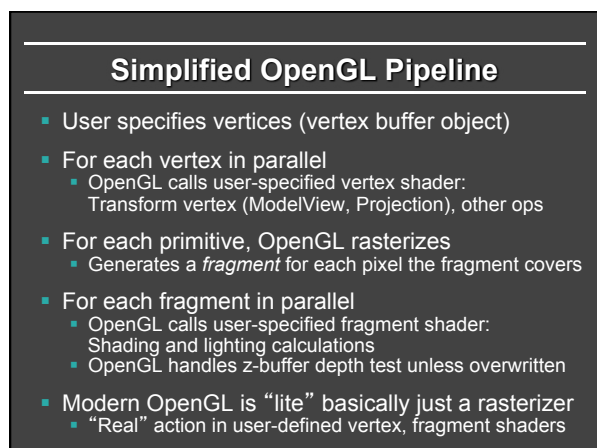 Simplified OpenGL Pipeline
▪ User specifies vertices (vertex buffer object)
▪ For each vertex in parallel
▪ OpenGL calls user-specified vertex shader:
Transform vertex (ModelView, Projection), other ops
▪ For each primitive, OpenGL rasterizes
▪ Generates a fragment for each pixel the fragment covers
▪ For each fragment in parallel
▪ OpenGL calls user-specified fragment shader:
Shading and lighting calculations
▪ OpenGL handles z-buffer depth test unless overwritten
▪ Modern OpenGL is “lite” basically just a rasterizer
▪ “Real” action in user-defined vertex, fragment shaders